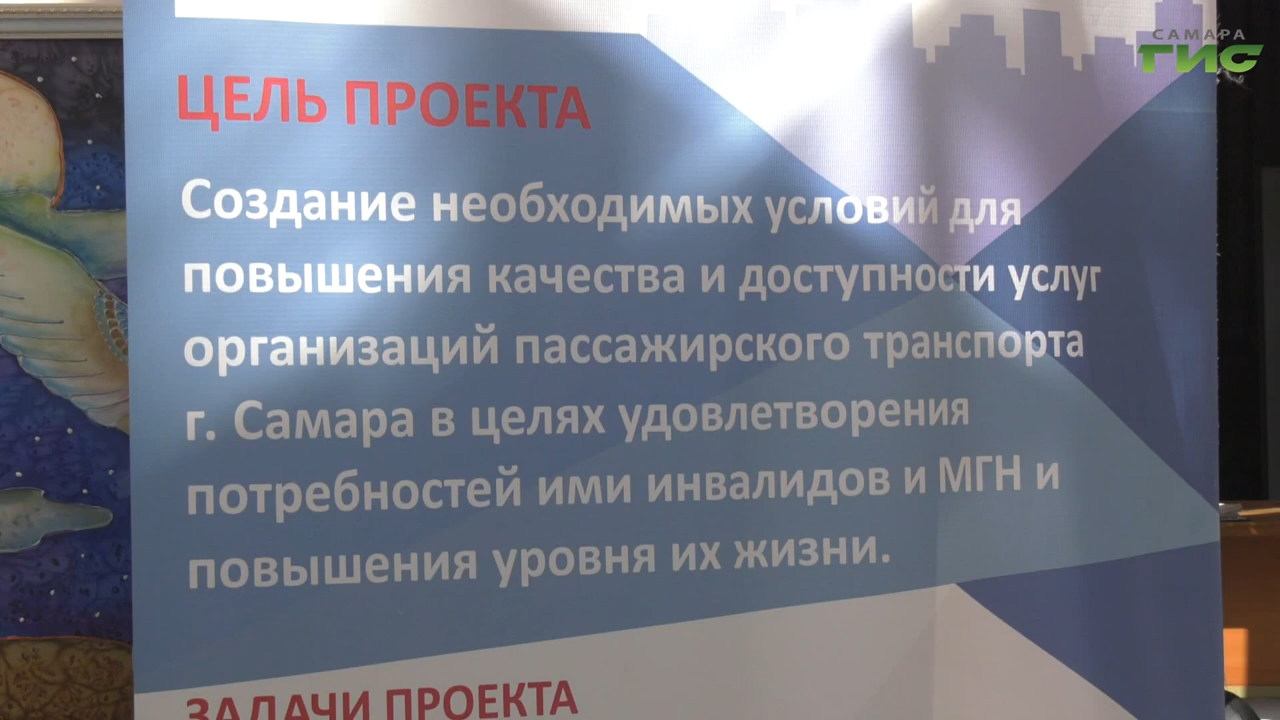 САМАРА
ГИС
ЦЕЛЬ ПРОЕКТА
Создание необходимых условий для
повышения качества и доступности услуг
организаций пассажирского транспорта
г. Самара в целях удовлетворения
потребностей ими инвалидов и МГН и
повышения уровня их жизни.
ЗАДАЧИ ПРОЕКТА